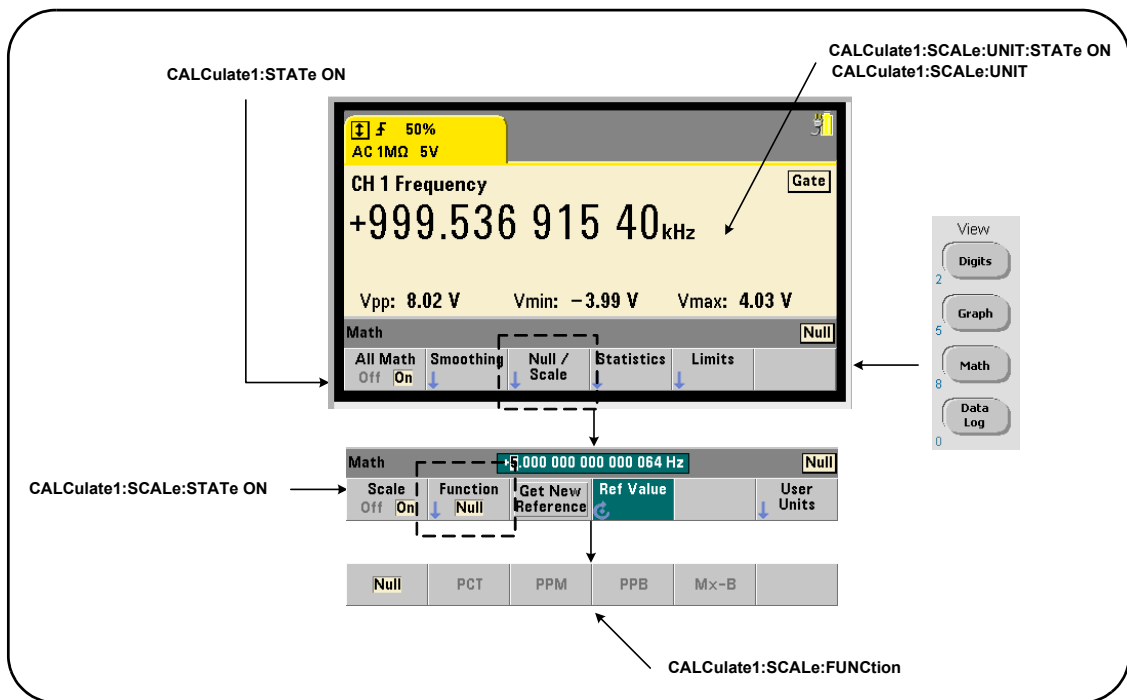 CALCulate1:STATe ON
CALCulate1:SCALe:UNIT:STATe ON
CALCulate1:SCALe:UNIT
50%
AC 1MΩ 5V
CH 1 Frequency
Gate
+999.536 915 40kHz
Vpp: 8.02 V Vmin: −3.99 V Vmax: 4.03 V
Math Null
All Math Smoothing Null / Statistics Limits
Off On Scale
View
Digits
2
Graph
5
Math
8
Data
Log
0
CALCulate1:SCALe:STATe ON
Math +5.000 000 000 000 064 Hz Null
Scale Function Get New Ref Value User
Off On Null Reference Units
Null PCT PPM PPB Mx-B
CALCulate1:SCALe:FUNCtion